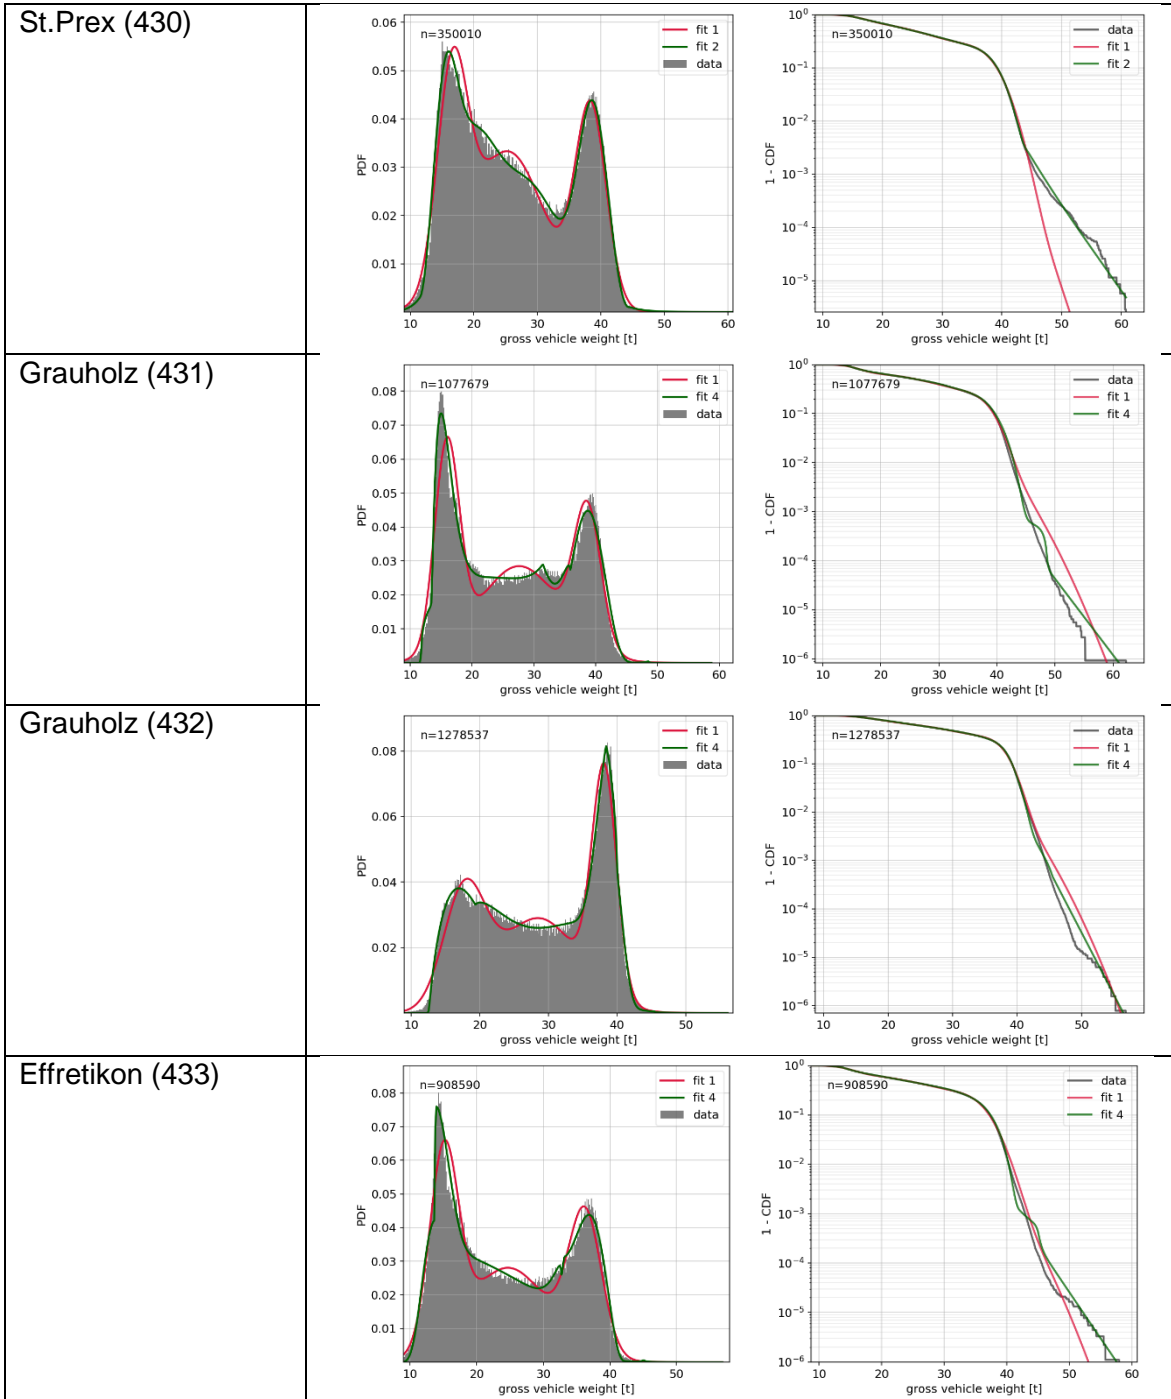 St.Prex (430)
n=350010
fit 1
fit 2
data
PDF
0.06
0.05
0.04
0.03
0.02
0.01
10 20 30 40 50 60
gross vehicle weight [t]
n=350010
data
fit 1
fit 2
1 - CDF
10⁰
10⁻¹
10⁻²
10⁻³
10⁻⁴
10⁻⁵
10 20 30 40 50 60
gross vehicle weight [t]
Grauholz (431)
n=1077679
fit 1
fit 4
data
PDF
0.08
0.07
0.06
0.05
0.04
0.03
0.02
0.01
10 20 30 40 50 60
gross vehicle weight [t]
n=1077679
data
fit 1
fit 4
1 - CDF
10⁰
10⁻¹
10⁻²
10⁻³
10⁻⁴
10⁻⁵
10⁻⁶
10 20 30 40 50 60
gross vehicle weight [t]
Grauholz (432)
n=1278537
fit 1
fit 4
data
PDF
0.08
0.06
0.04
0.02
10 20 30 40 50
gross vehicle weight [t]
n=1278537
data
fit 1
fit 4
1 - CDF
10⁰
10⁻¹
10⁻²
10⁻³
10⁻⁴
10⁻⁵
10⁻⁶
10 20 30 40 50
gross vehicle weight [t]
Effretikon (433)
n=908590
fit 1
fit 4
data
PDF
0.08
0.07
0.06
0.05
0.04
0.03
0.02
0.01
10 20 30 40 50
gross vehicle weight [t]
n=908590
data
fit 1
fit 4
1 - CDF
10⁰
10⁻¹
10⁻²
10⁻³
10⁻⁴
10⁻⁵
10⁻⁶
10 20 30 40 50 60
gross vehicle weight [t]